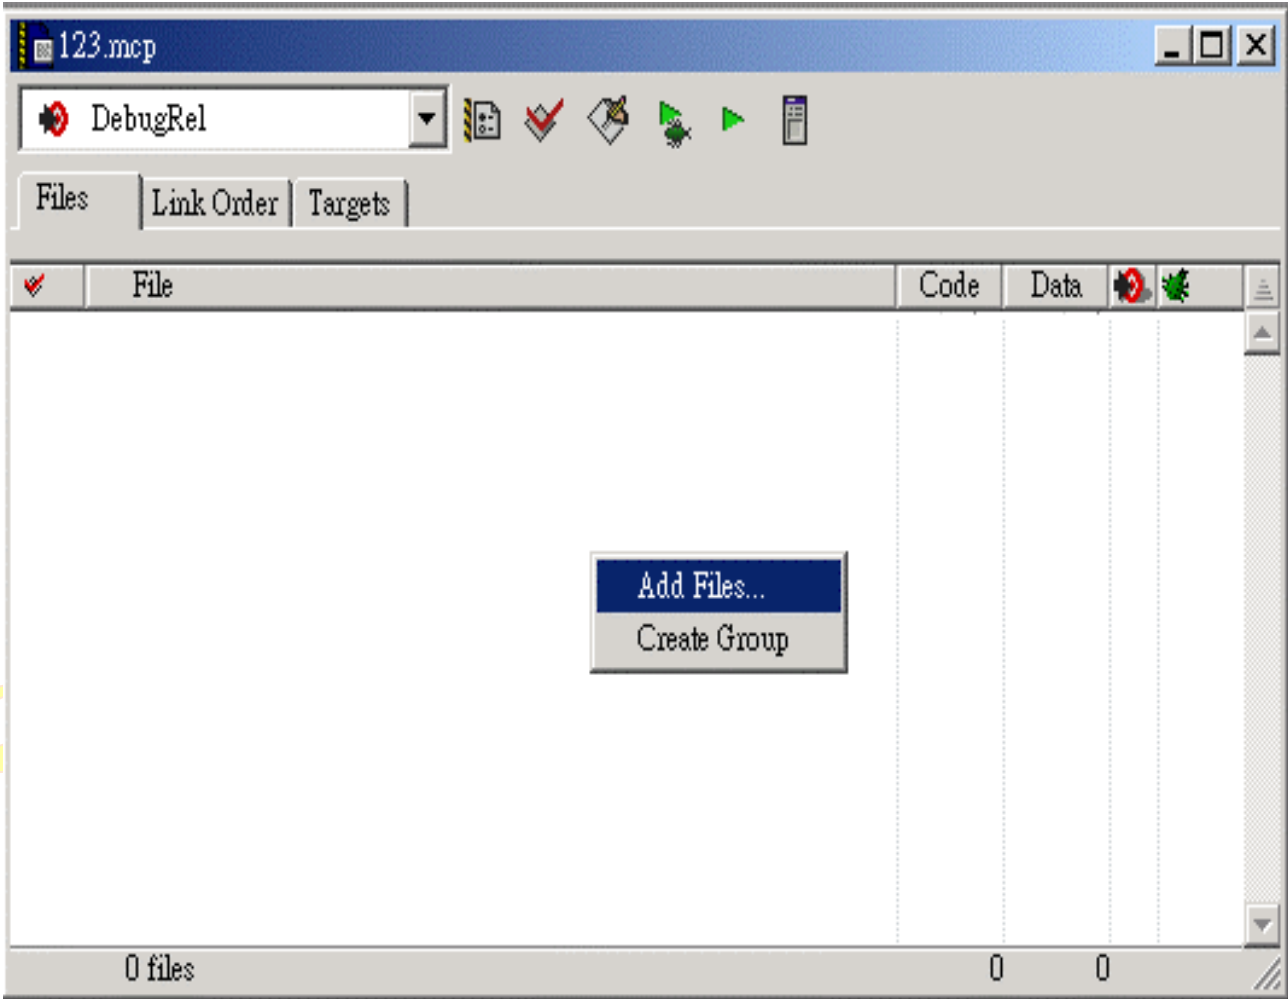 123.mcp
DebugRel
Files Link Order Targets
File Code Data
Add Files...
Create Group
0 files 0 0